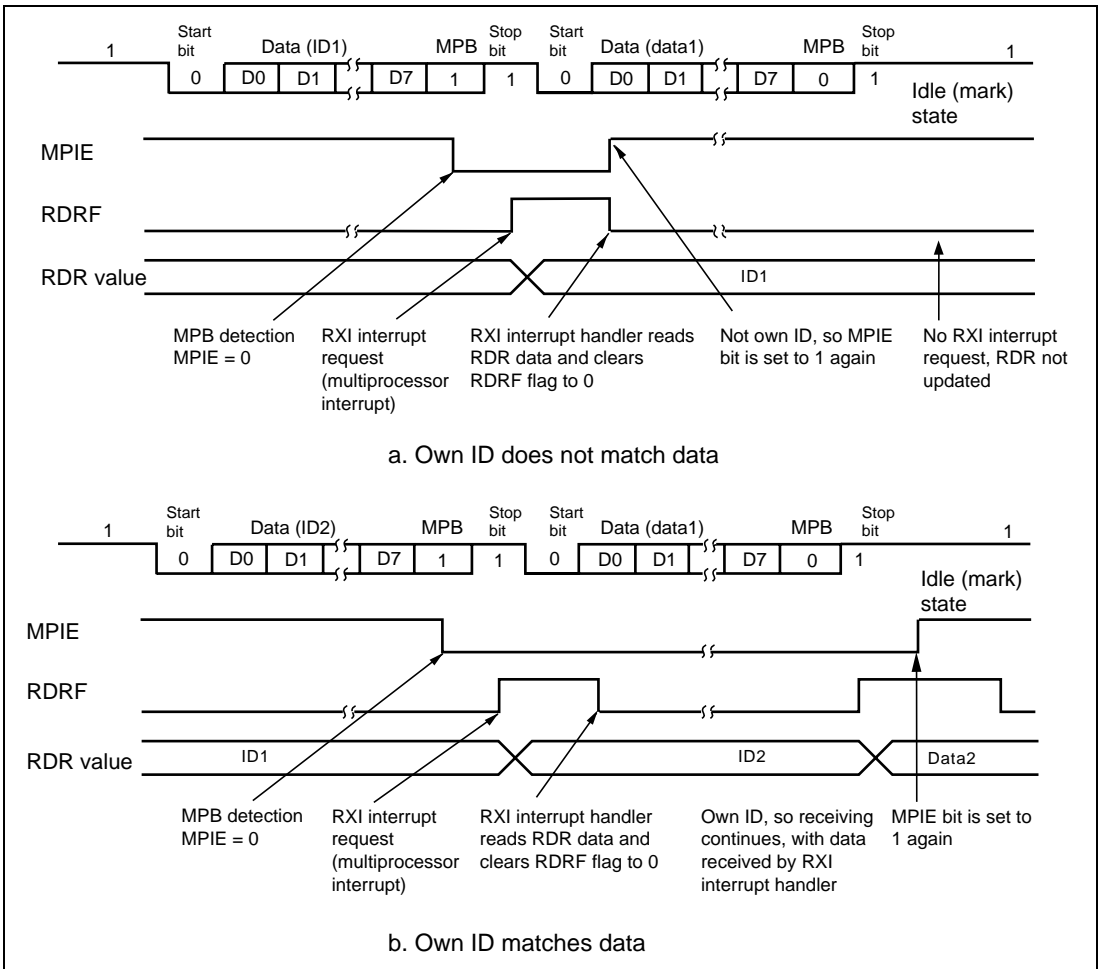 1 Start bit Data (ID1) MPB Stop bit Start bit Data (data1) MPB Stop bit 1
0 D0 D1 D7 1 1 0 D0 D1 D7 0 1
Idle (mark) state
MPIE
RDRF
RDR value
ID1
MPB detection
MPIE = 0
RXI interrupt
request
(multiprocessor
interrupt)
RXI interrupt handler reads
RDR data and clears
RDRF flag to 0
Not own ID, so MPIE
bit is set to 1 again
No RXI interrupt
request, RDR not
updated
a. Own ID does not match data
1 Start bit Data (ID2) MPB Stop bit Start bit Data (data1) MPB Stop bit 1
0 D0 D1 D7 1 1 0 D0 D1 D7 0 1
Idle (mark) state
MPIE
RDRF
RDR value
ID1 ID2 Data2
MPB detection
MPIE = 0
RXI interrupt
request
(multiprocessor
interrupt)
RXI interrupt handler
reads RDR data and
clears RDRF flag to 0
Own ID, so receiving
continues, with data
received by RXI
interrupt handler
MPIE bit is set to
1 again
b. Own ID matches data